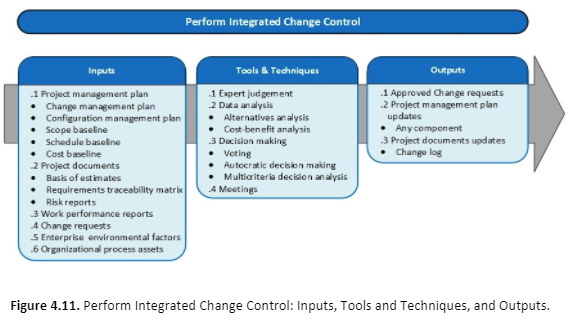 Perform Integrated Change Control
Inputs
.1 Project management plan
• Change management plan
• Configuration management plan
• Scope baseline
• Schedule baseline
• Cost baseline
.2 Project documents
• Basis of estimates
• Requirements traceability matrix
• Risk reports
.3 Work performance reports
.4 Change requests
.5 Enterprise environmental factors
.6 Organizational process assets
Tools & Techniques
.1 Expert judgement
.2 Data analysis
• Alternatives analysis
• Cost-benefit analysis
.3 Decision making
• Voting
• Autocratic decision making
• Multicriteria decision analysis
.4 Meetings
Outputs
.1 Approved Change requests
.2 Project management plan
updates
• Any component
.3 Project documents updates
• Change log
Figure 4.11. Perform Integrated Change Control: Inputs, Tools and Techniques, and Outputs.